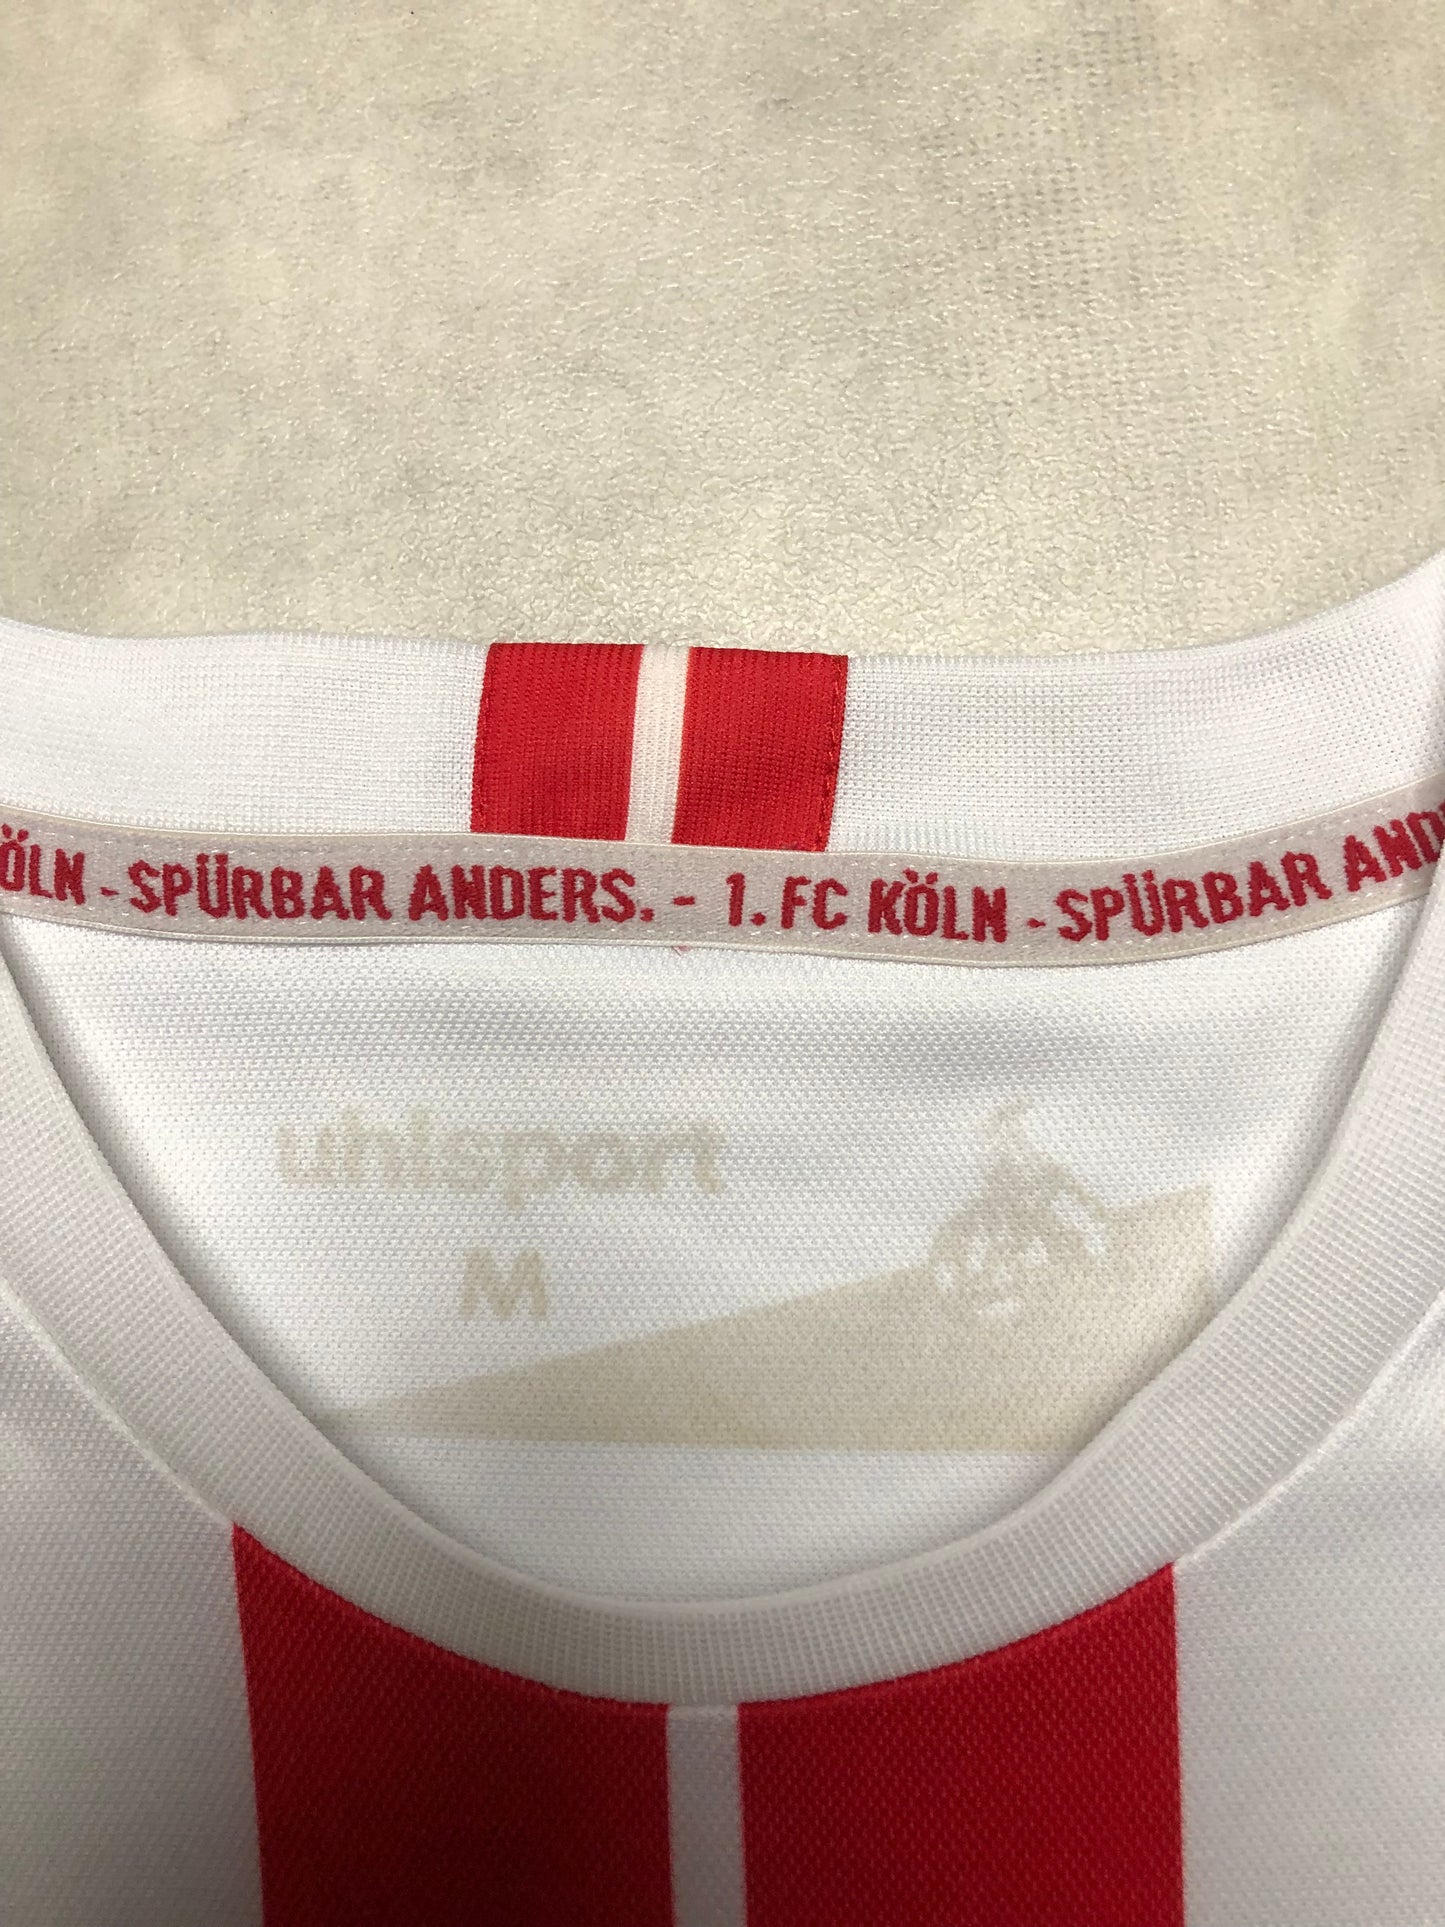 ÖLN - SPÜRBAR ANDERS. - 1. FC KÖLN - SPÜRBAR AND
uhlsport
M